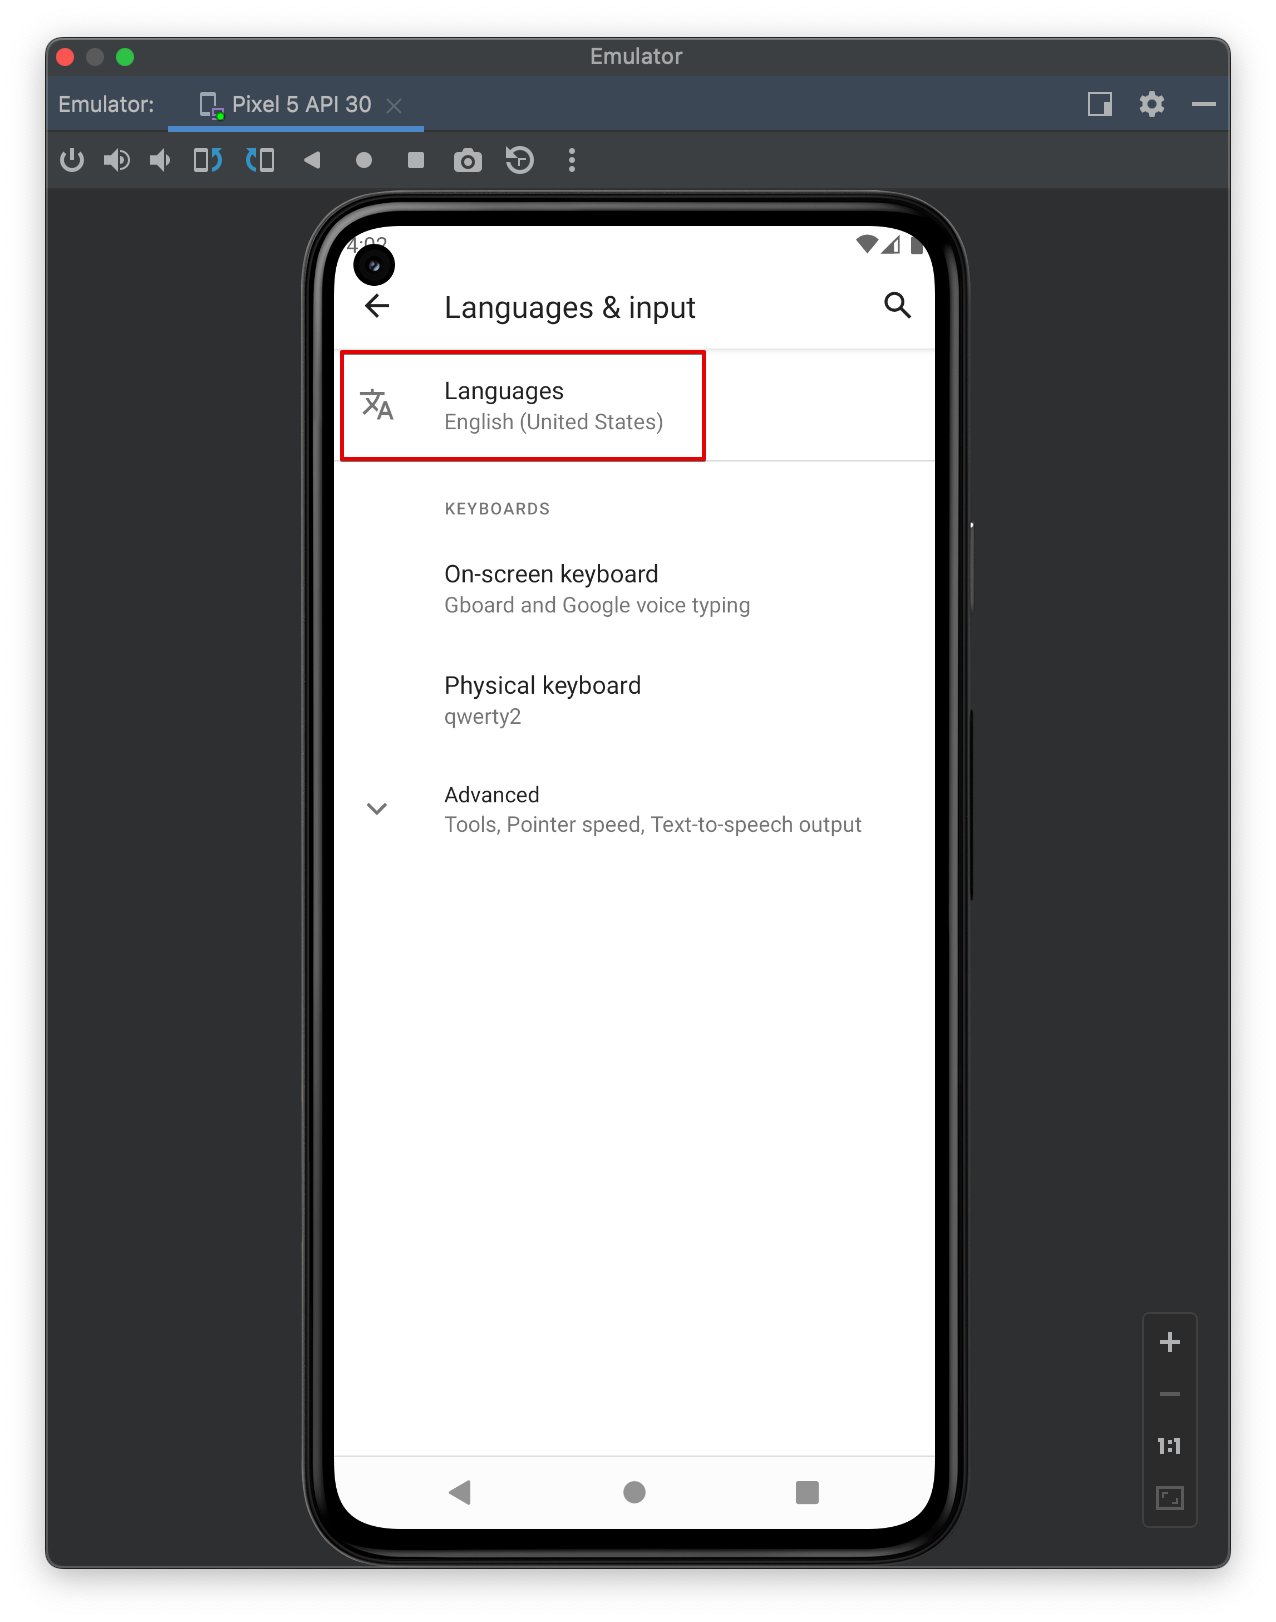 Emulator
Emulator: Pixel 5 API 30
4:02
Languages & input
Languages
English (United States)
KEYBOARDS
On-screen keyboard
Gboard and Google voice typing
Physical keyboard
qwerty2
Advanced
Tools, Pointer speed, Text-to-speech output
1:1